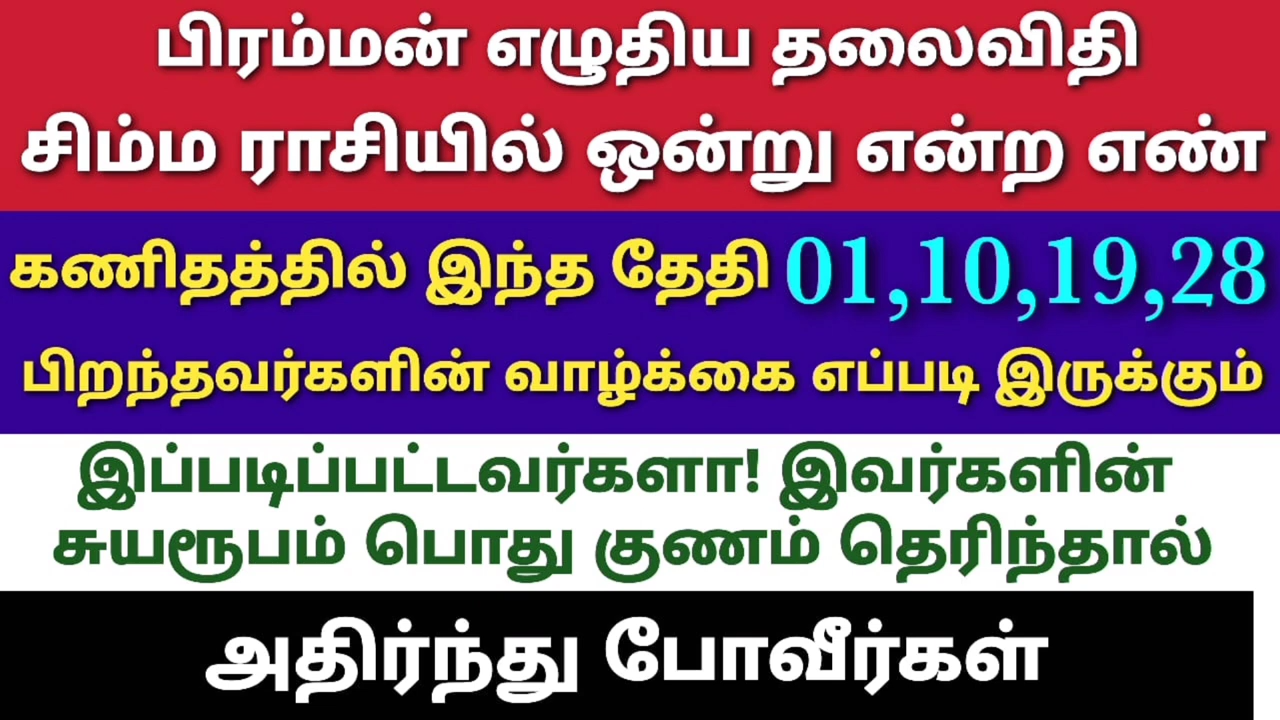 பிரம்மன் எழுதிய தலைவிதி
சிம்ம ராசியில் ஒன்று என்ற எண்
கணிதத்தில் இந்த தேதி 01,10,19,28
பிறந்தவர்களின் வாழ்க்கை எப்படி இருக்கும்
இப்படிப்பட்டவர்களா! இவர்களின்
சுயரூபம் பொது குணம் தெரிந்தால்
அதிர்ந்து போவீர்கள்